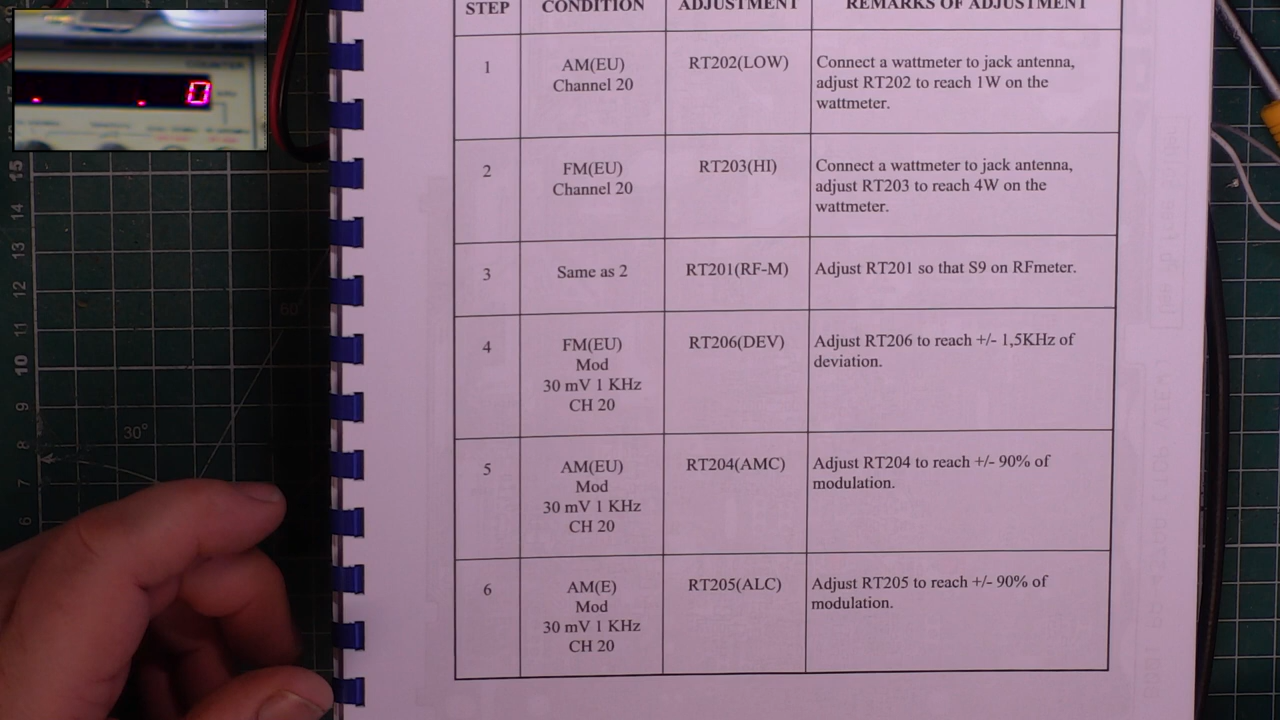 COUNTER
STEP CONDITION ADJUSTMENT REMARKS OF ADJUSTMENT
1 AM(EU) RT202(LOW) Connect a wattmeter to jack antenna,
Channel 20 adjust RT202 to reach 1W on the
wattmeter.
2 FM(EU) RT203(HI) Connect a wattmeter to jack antenna,
Channel 20 adjust RT203 to reach 4W on the
wattmeter.
3 Same as 2 RT201(RF-M) Adjust RT201 so that S9 on RFmeter.
4 FM(EU) RT206(DEV) Adjust RT206 to reach +/- 1,5KHz of
Mod deviation.
30 mV 1 KHz
CH 20
5 AM(EU) RT204(AMC) Adjust RT204 to reach +/- 90% of
Mod modulation.
30 mV 1 KHz
CH 20
6 AM(E) RT205(ALC) Adjust RT205 to reach +/- 90% of
Mod modulation.
30 mV 1 KHz
CH 20
0
15
14
13
12
11
10
9
8
7
6
30°
60°